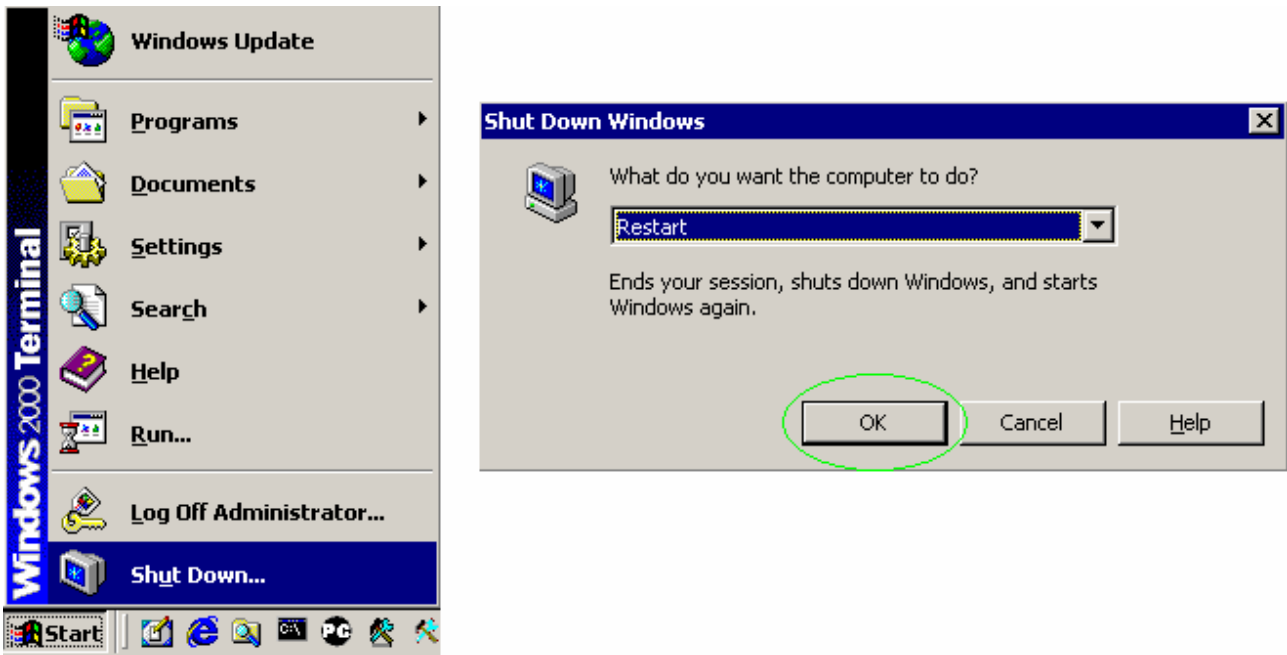 Windows Update
Programs
Documents
Settings
Search
Help
Run...
Log Off Administrator...
Shut Down...
Windows 2000 Terminal
Start
C:\
PC
Shut Down Windows
What do you want the computer to do?
Restart
Ends your session, shuts down Windows, and starts
Windows again.
OK
Cancel
Help